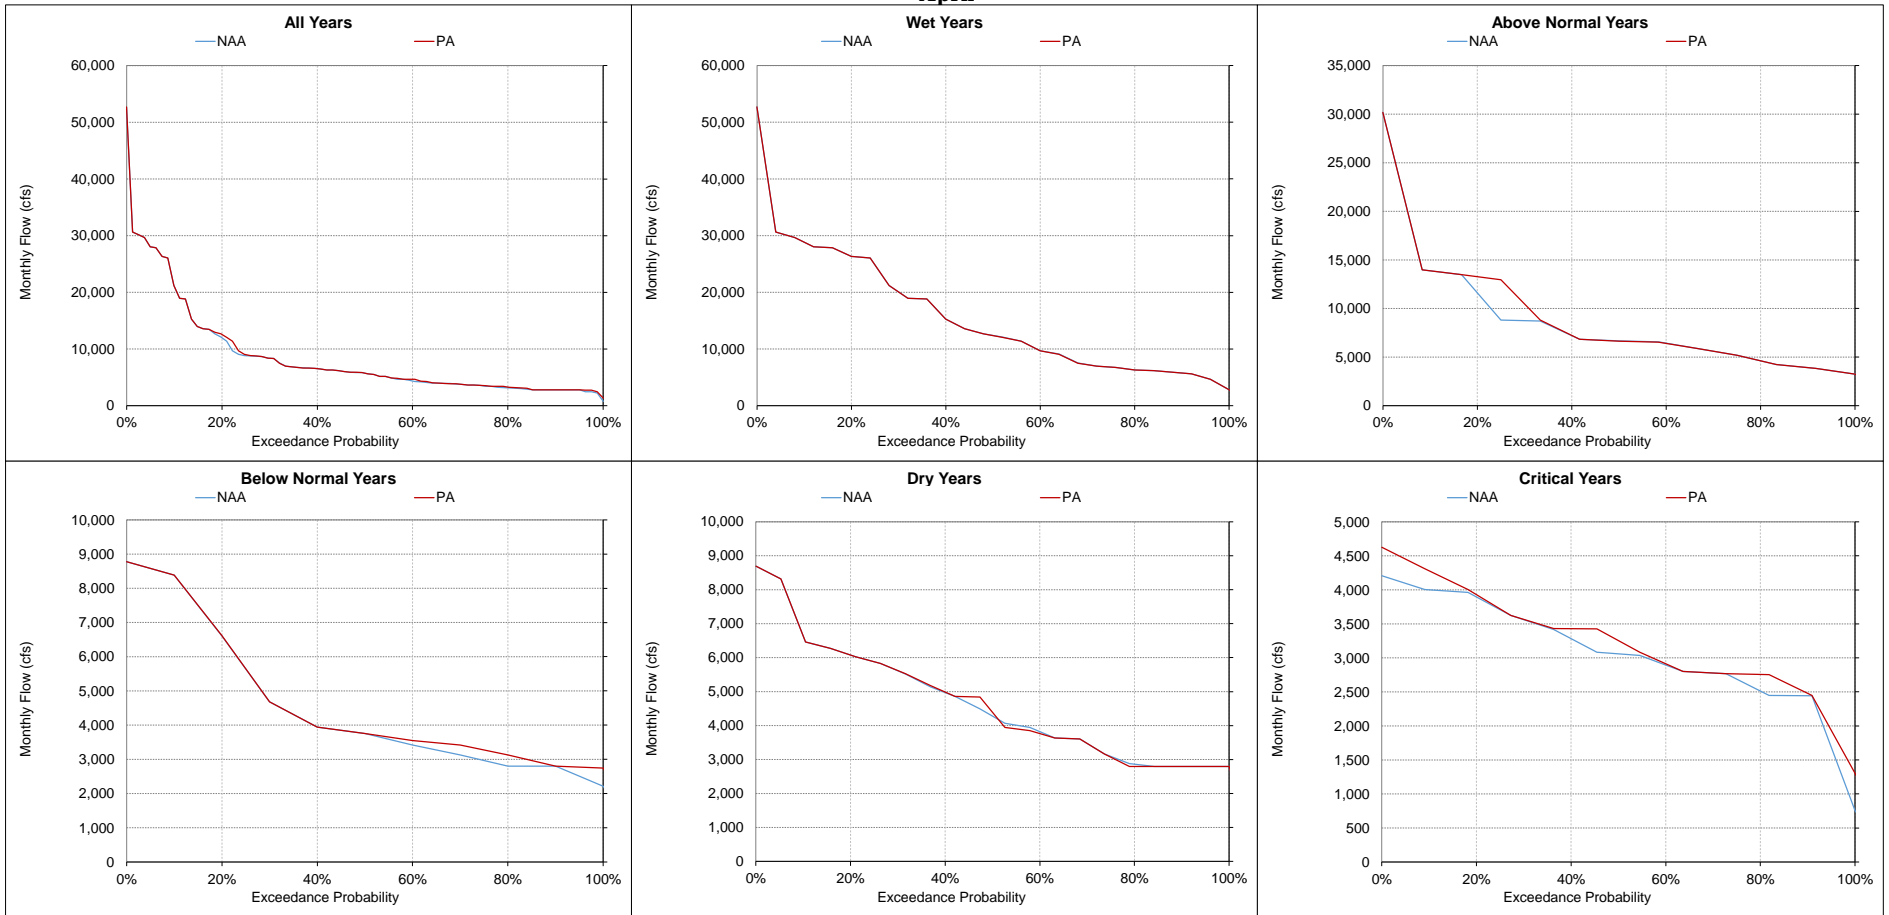 All Years
NAA PA
60,000
50,000
40,000
30,000
20,000
10,000
0
Monthly Flow (cfs)
0% 20% 40% 60% 80% 100%
Exceedance Probability
Wet Years
NAA PA
60,000
50,000
40,000
30,000
20,000
10,000
0
Monthly Flow (cfs)
0% 20% 40% 60% 80% 100%
Exceedance Probability
Above Normal Years
NAA PA
35,000
30,000
25,000
20,000
15,000
10,000
5,000
0
Monthly Flow (cfs)
0% 20% 40% 60% 80% 100%
Exceedance Probability
Below Normal Years
NAA PA
10,000
9,000
8,000
7,000
6,000
5,000
4,000
3,000
2,000
1,000
0
Monthly Flow (cfs)
0% 20% 40% 60% 80% 100%
Exceedance Probability
Dry Years
NAA PA
10,000
9,000
8,000
7,000
6,000
5,000
4,000
3,000
2,000
1,000
0
Monthly Flow (cfs)
0% 20% 40% 60% 80% 100%
Exceedance Probability
Critical Years
NAA PA
5,000
4,500
4,000
3,500
3,000
2,500
2,000
1,500
1,000
500
0
Monthly Flow (cfs)
0% 20% 40% 60% 80% 100%
Exceedance Probability